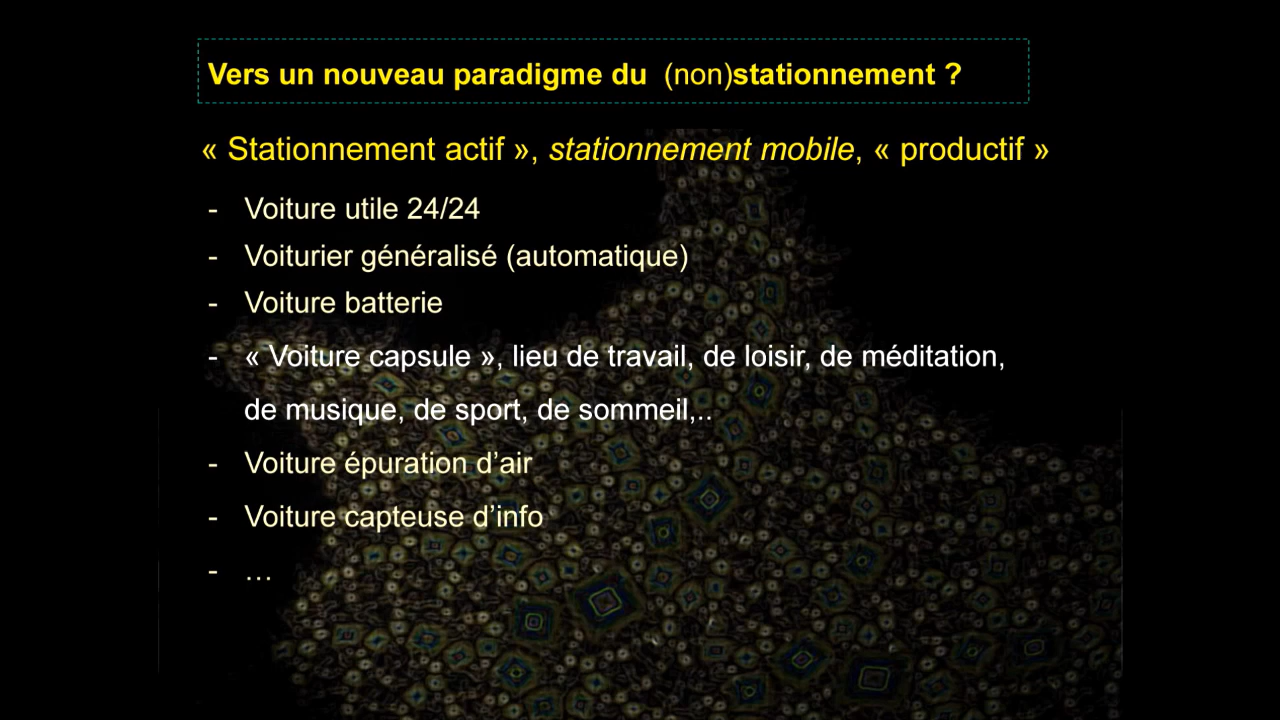 Vers un nouveau paradigme du (non)stationnement ?
« Stationnement actif », stationnement mobile, « productif »
- Voiture utile 24/24
- Voiturier généralisé (automatique)
- Voiture batterie
- « Voiture capsule », lieu de travail, de loisir, de méditation,
de musique, de sport, de sommeil,..
- Voiture épuration d’air
- Voiture capteuse d’info
- …